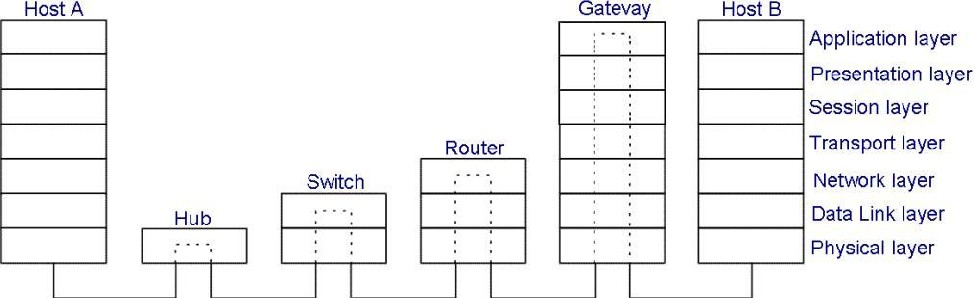 Host A
Gatevay
Host B
Application layer
Presentation layer
Session layer
Transport layer
Router
Network layer
Switch
Data Link layer
Hub
Physical layer